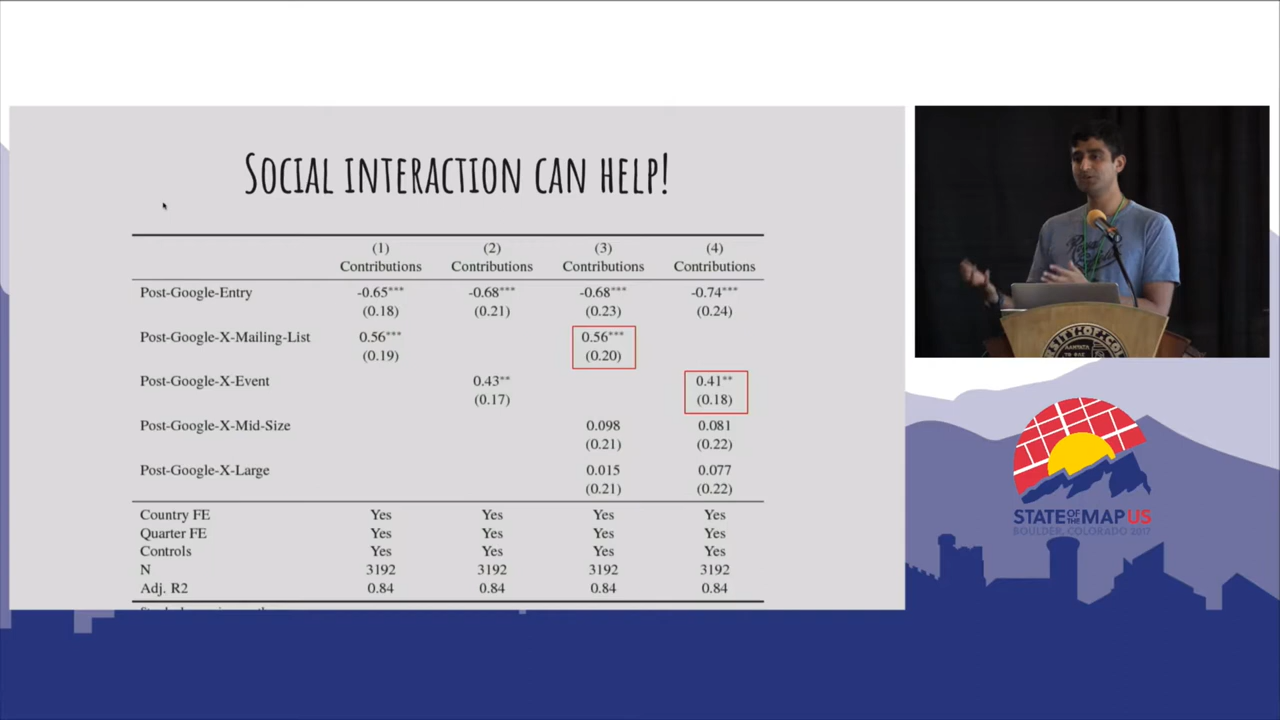 SOCIAL INTERACTION CAN HELP!
(1) (2) (3) (4)
Contributions Contributions Contributions Contributions
Post-Google-Entry -0.65*** -0.68*** -0.68*** -0.74***
(0.18) (0.21) (0.23) (0.24)
Post-Google-X-Mailing-List 0.56*** 0.56***
(0.19) (0.20)
Post-Google-X-Event 0.43** 0.41**
(0.17) (0.18)
Post-Google-X-Mid-Size 0.098 0.081
(0.21) (0.22)
Post-Google-X-Large 0.015 0.077
(0.21) (0.22)
Country FE Yes Yes Yes Yes
Quarter FE Yes Yes Yes Yes
Controls Yes Yes Yes Yes
N 3192 3192 3192 3192
Adj. R2 0.84 0.84 0.84 0.84
STATE OF THE MAP US
BOULDER, COLORADO 2017